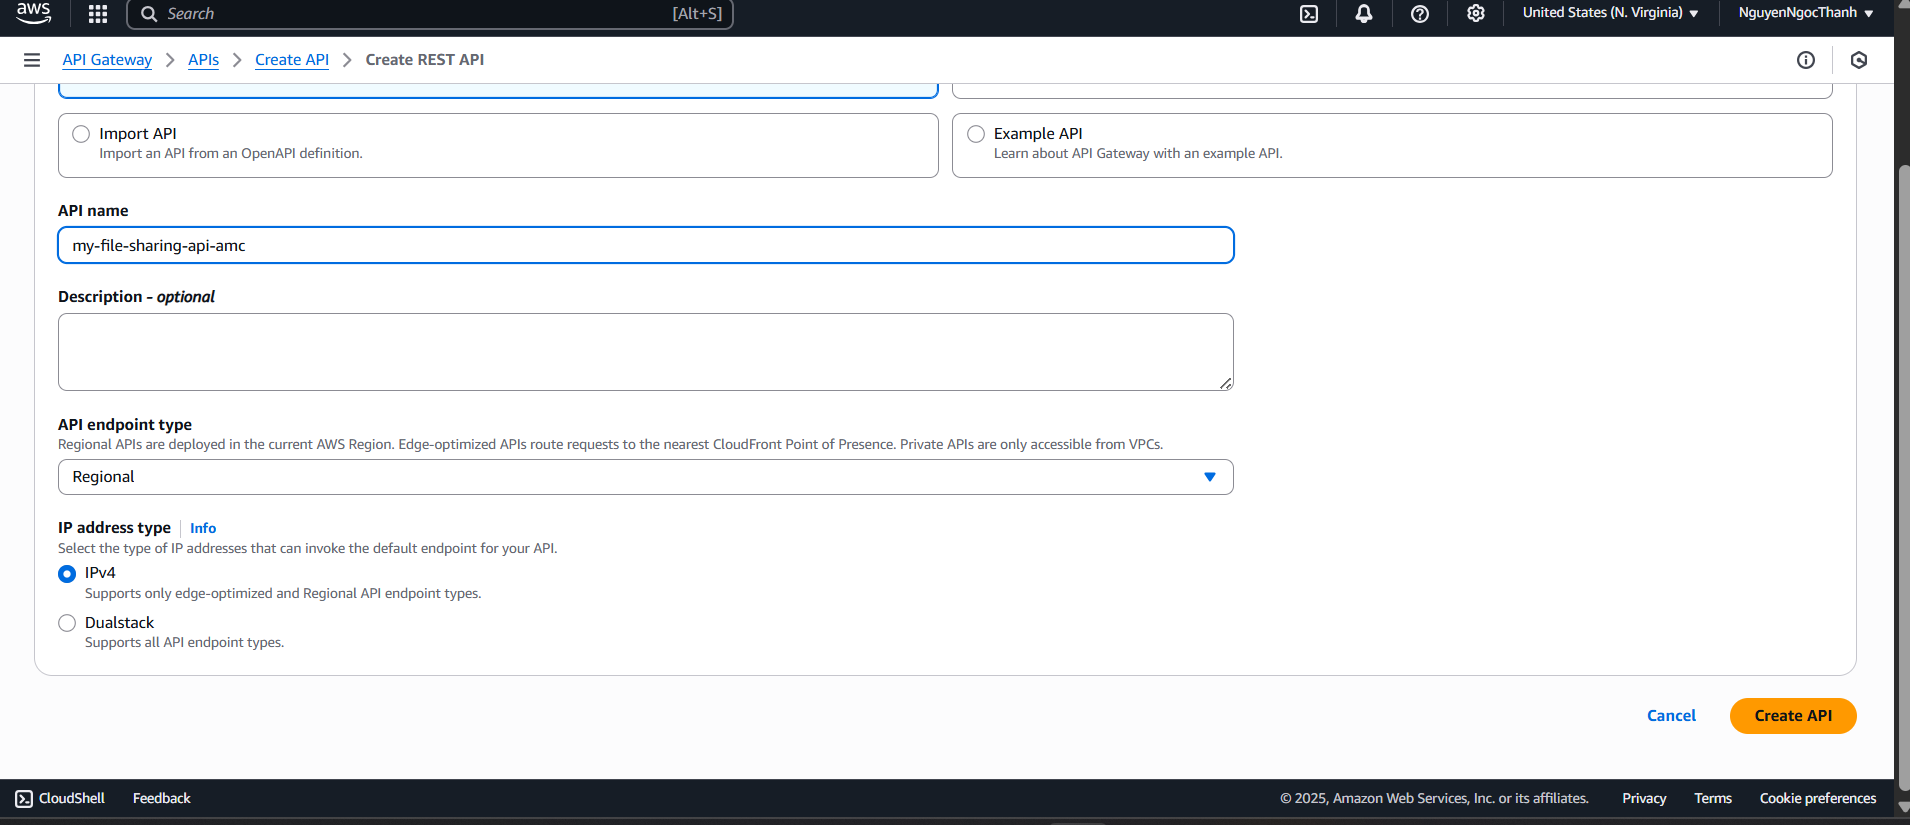 aws
Search [Alt+S]
United States (N. Virginia)
NguyenNgocThanh
API Gateway > APIs > Create API > Create REST API
Import API
Import an API from an OpenAPI definition.
Example API
Learn about API Gateway with an example API.
API name
my-file-sharing-api-amc
Description - optional
API endpoint type
Regional APIs are deployed in the current AWS Region. Edge-optimized APIs route requests to the nearest CloudFront Point of Presence. Private APIs are only accessible from VPCs.
Regional
IP address type Info
Select the type of IP addresses that can invoke the default endpoint for your API.
IPv4
Supports only edge-optimized and Regional API endpoint types.
Dualstack
Supports all API endpoint types.
Cancel
Create API
CloudShell Feedback
© 2025, Amazon Web Services, Inc. or its affiliates. Privacy Terms Cookie preferences